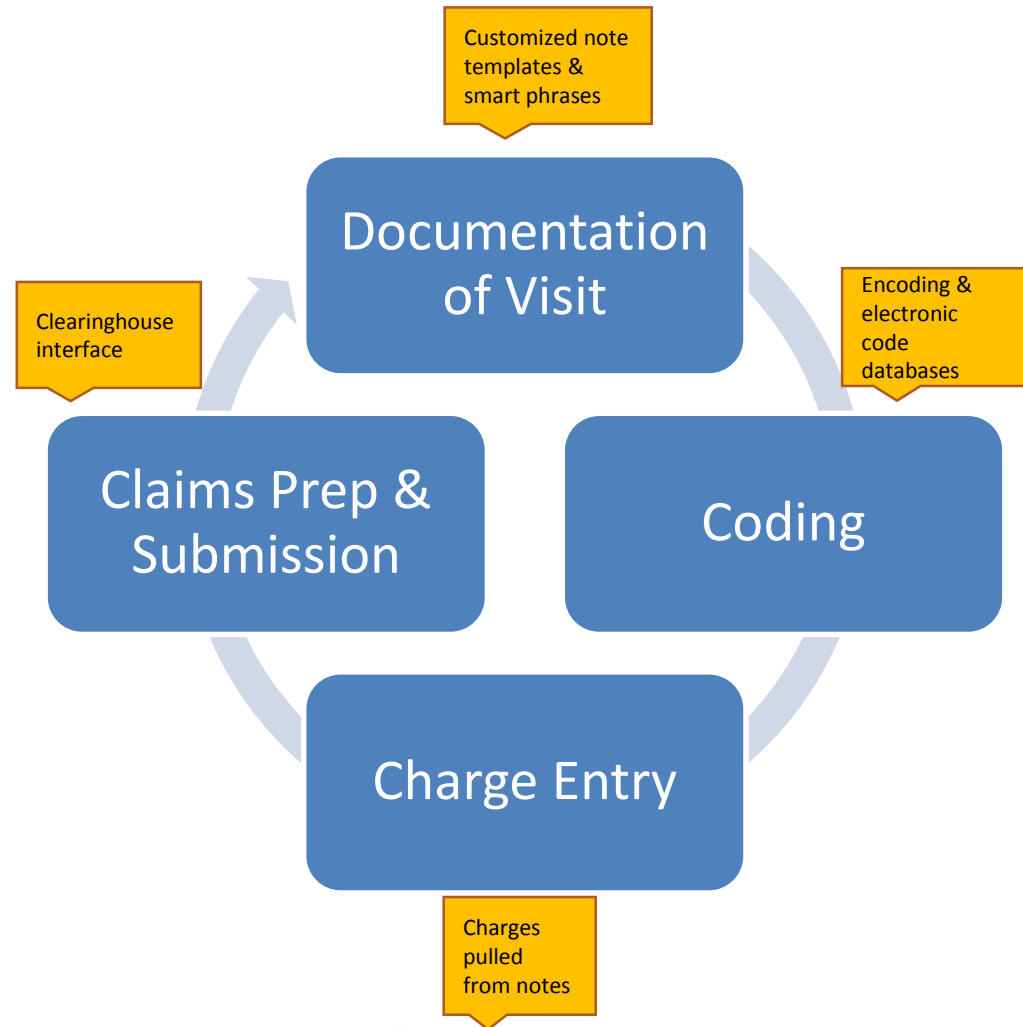 Customized note
templates &
smart phrases
Documentation
of Visit
Clearinghouse
interface
Encoding &
electronic
code
databases
Claims Prep &
Submission
Coding
Charge Entry
Charges
pulled
from notes